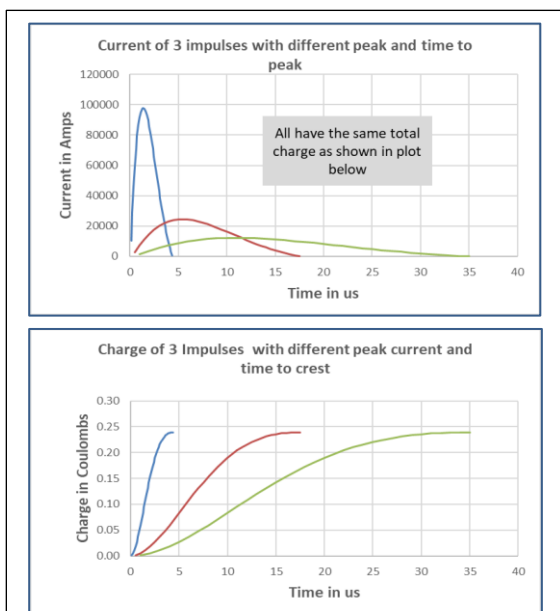 Current of 3 impulses with different peak and time to
peak
120000
100000
80000
60000
40000
20000
0
Current in Amps
All have the same total
charge as shown in plot
below
0 5 10 15 20 25 30 35 40
Time in us
Charge of 3 Impulses with different peak current and
time to crest
0.30
0.25
0.20
0.15
0.10
0.05
0.00
Charge in Coulombs
0 5 10 15 20 25 30 35 40
Time in us